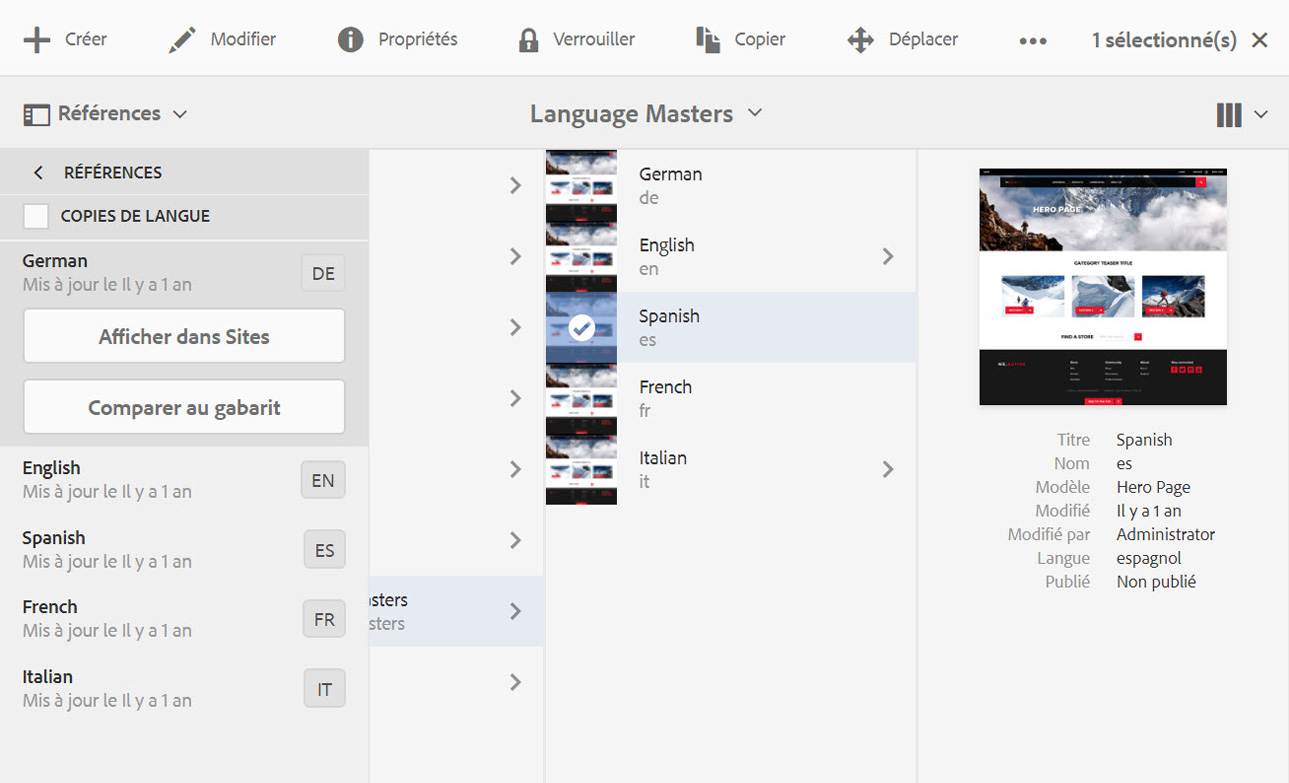 Créer
Modifier
Propriétés
Verrouiller
Copier
Déplacer
1 sélectionné(s)
Références
Language Masters
RÉFÉRENCES
COPIES DE LANGUE
German
Mis à jour le Il y a 1 an
DE
Afficher dans Sites
Comparer au gabarit
English
Mis à jour le Il y a 1 an
EN
Spanish
Mis à jour le Il y a 1 an
ES
French
Mis à jour le Il y a 1 an
FR
Italian
Mis à jour le Il y a 1 an
IT
asters
sters
German
de
English
en
Spanish
es
French
fr
Italian
it
HERO PAGE
CATEGORY TEASER TITLE
FIND A STORE
Titre Spanish
Nom es
Modèle Hero Page
Modifié Il y a 1 an
Modifié par Administrator
Langue espagnol
Publié Non publié